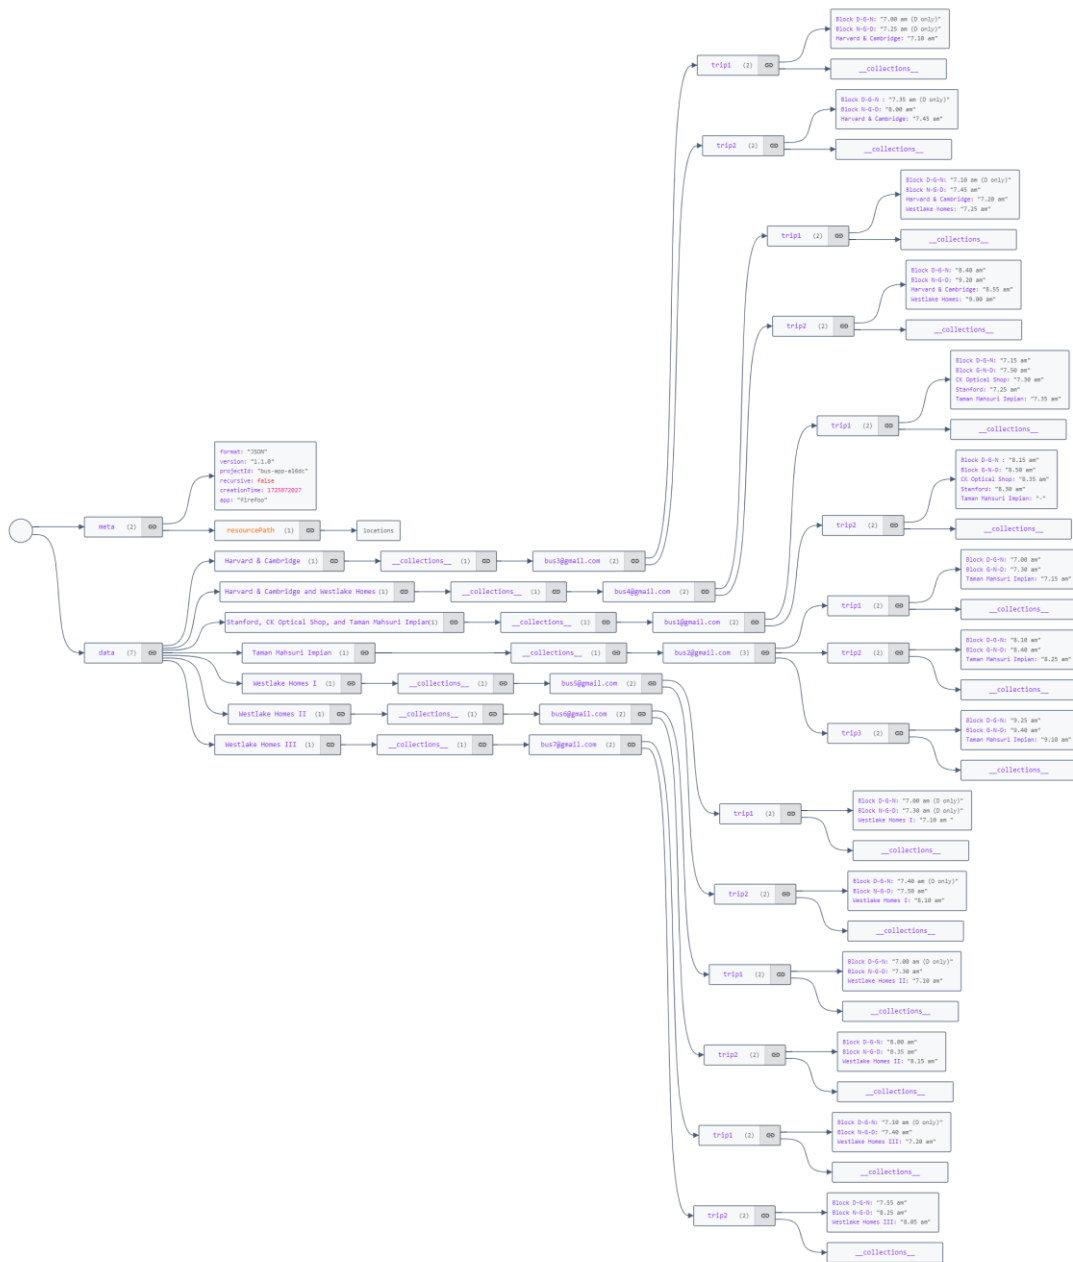 Block D-G-N: "7.00 am (D only)"
Block N-G-D: "7.25 am (D only)"
Harvard & Cambridge: "7.10 am"
trip1 (2)
__collections__
Block D-G-N : "7.35 am (D only)"
Block N-G-D: "8.00 am"
Harvard & Cambridge: "7.45 am"
trip2 (2)
__collections__
Block D-G-N: "7.10 am (D only)"
Block N-G-D: "7.45 am"
Harvard & Cambridge: "7.20 am"
Westlake homes: "7.25 am"
trip1 (2)
__collections__
Block D-G-N: "8.40 am"
Block N-G-D: "9.20 am"
Harvard & Cambridge: "8.55 am"
Westlake Homes: "9.00 am"
trip2 (2)
__collections__
Block D-G-N: "7.15 am"
Block G-N-D: "7.50 am"
CK Optical Shop: "7.30 am"
Stanford: "7.25 am"
Taman Mahsuri Impian: "7.35 am"
trip1 (2)
__collections__
Block D-G-N : "8.15 am"
Block G-N-D: "8.50 am"
CK Optical Shop: "8.35 am"
Stanford: "8.30 am"
Taman Mahsuri Impian: "-"
trip2 (2)
__collections__
format: "JSON"
version: "1.1.0"
projectId: "bus-app-a16dc"
recursive: false
creationTime: 1725872027
app: "firefoo"
meta (2)
resourcePath (1)
locations
data (7)
Harvard & Cambridge (1)
__collections__ (1)
bus3@gmail.com (2)
Harvard & Cambridge and Westlake Homes (1)
__collections__ (1)
bus4@gmail.com (2)
Stanford, CK Optical Shop, and Taman Mahsuri Impian(1)
__collections__ (1)
bus1@gmail.com (2)
Taman Mahsuri Impian (1)
__collections__ (1)
bus2@gmail.com (3)
Westlake Homes I (1)
__collections__ (1)
bus5@gmail.com (2)
Westlake Homes II (1)
__collections__ (1)
bus6@gmail.com (2)
Westlake Homes III (1)
__collections__ (1)
bus7@gmail.com (2)
Block D-G-N: "7.00 am"
Block G-N-D: "7.30 am"
Taman Mahsuri Impian: "7.15 am"
trip1 (2)
__collections__
Block D-G-N: "8.10 am"
Block G-N-D: "8.40 am"
Taman Mahsuri Impian: "8.25 am"
trip2 (2)
__collections__
Block D-G-N: "9.25 am"
Block G-N-D: "9.40 am"
Taman Mahsuri Impian: "9.10 am"
trip3 (2)
__collections__
Block D-G-N: "7.00 am (D only)"
Block N-G-D: "7.30 am (D only)"
Westlake Homes I: "7.10 am "
trip1 (2)
__collections__
Block D-G-N: "7.40 am (D only)"
Block N-G-D: "7.50 am"
Westlake Homes I: "8.10 am"
trip2 (2)
__collections__
Block D-G-N: "7.00 am (D only)"
Block N-G-D: "7.30 am"
Westlake Homes II: "7.10 am"
trip1 (2)
__collections__
Block D-G-N: "8.00 am"
Block N-G-D: "8.35 am"
Westlake Homes II: "8.15 am"
trip2 (2)
__collections__
Block D-G-N: "7.10 am (D only)"
Block N-G-D: "7.40 am"
Westlake Homes III: "7.20 am"
trip1 (2)
__collections__
Block D-G-N: "7.55 am"
Block N-G-D: "8.25 am"
Westlake Homes III: "8.05 am"
trip2 (2)
__collections__